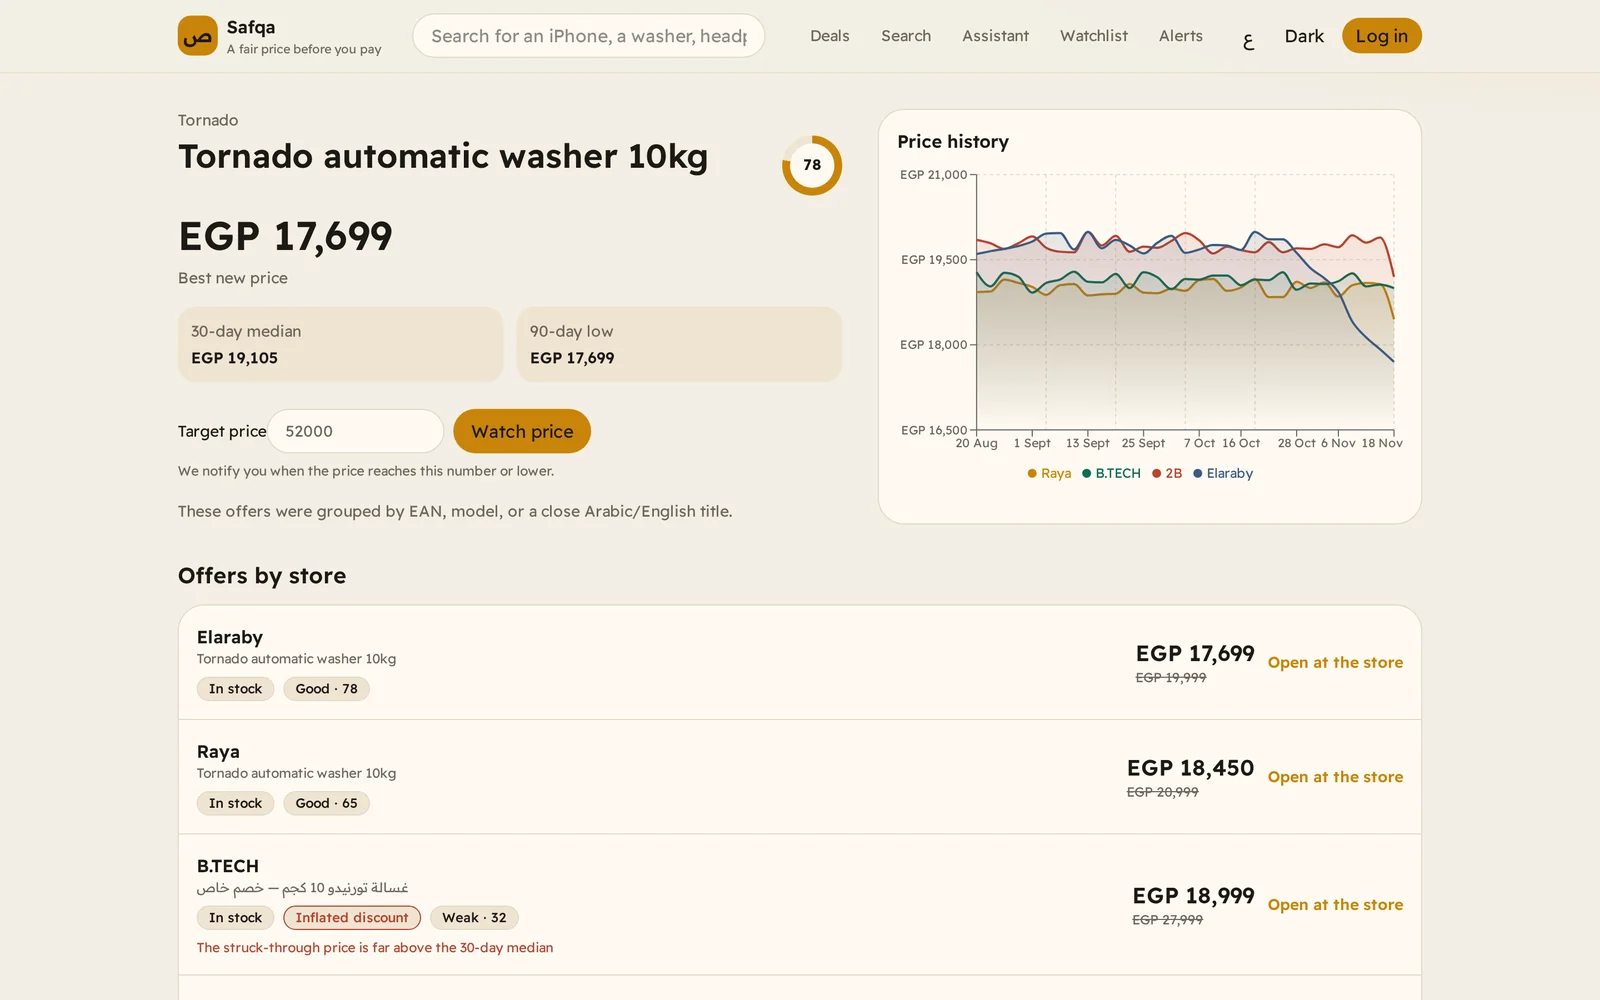 ص
Safqa
A fair price before you pay
Search for an iPhone, a washer, head
Deals
Search
Assistant
Watchlist
Alerts
ع
Dark
Log in
Tornado
Tornado automatic washer 10kg
78
EGP 17,699
Best new price
30-day median
EGP 19,105
90-day low
EGP 17,699
Target price
52000
Watch price
We notify you when the price reaches this number or lower.
These offers were grouped by EAN, model, or a close Arabic/English title.
Price history
EGP 21,000
EGP 19,500
EGP 18,000
EGP 16,500
20 Aug 1 Sept 13 Sept 25 Sept 7 Oct 16 Oct 28 Oct 6 Nov 18 Nov
Raya B.TECH 2B Elaraby
Offers by store
Elaraby
Tornado automatic washer 10kg
In stock
Good · 78
EGP 17,699
EGP 19,999
Open at the store
Raya
Tornado automatic washer 10kg
In stock
Good · 65
EGP 18,450
EGP 20,999
Open at the store
B.TECH
غسالة تورنيدو 10 كجم — خصم خاص
In stock
Inflated discount
Weak · 32
The struck-through price is far above the 30-day median
EGP 18,999
EGP 27,999
Open at the store